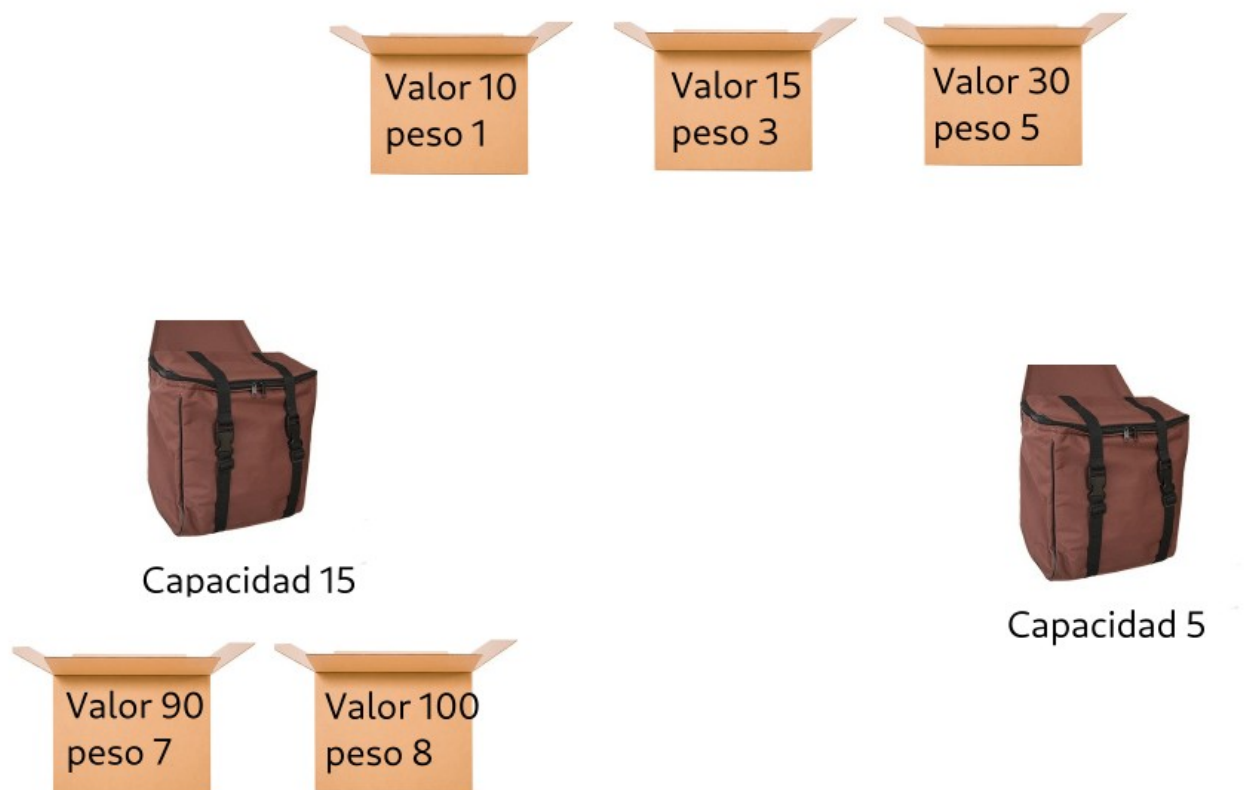 Valor 10
peso 1
Valor 15
peso 3
Valor 30
peso 5
Capacidad 15
Capacidad 5
Valor 90
peso 7
Valor 100
peso 8